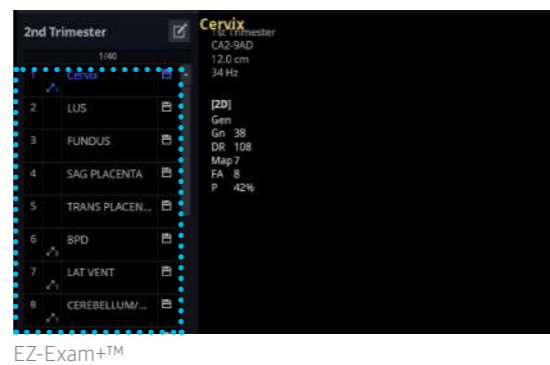 2nd Trimester
1/40
1 Cervix
2 LUS
3 FUNDUS
4 SAG PLACENTA
5 TRANS PLACEN...
6 BPD
7 LAT VENT
8 CEREBELLUM/...
Cervix
1st Trimester
CA2-9AD
12.0 cm
34 Hz
[2D]
Gen
Gn 38
DR 108
Map7
FA 8
P 42%
EZ-Exam+™